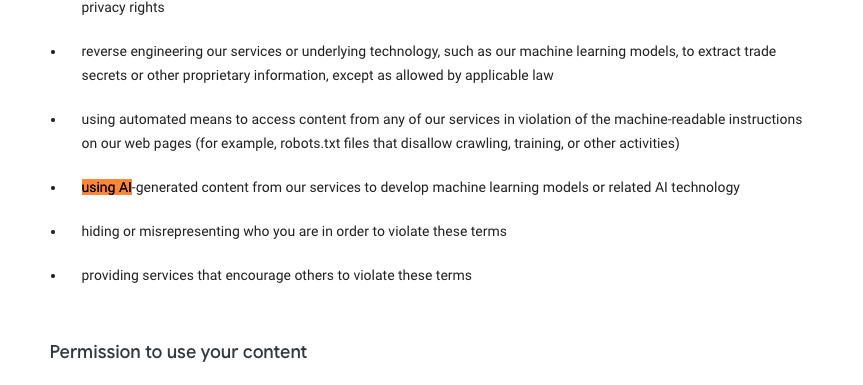 privacy rights
• reverse engineering our services or underlying technology, such as our machine learning models, to extract trade
secrets or other proprietary information, except as allowed by applicable law
• using automated means to access content from any of our services in violation of the machine-readable instructions
on our web pages (for example, robots.txt files that disallow crawling, training, or other activities)
• using AI-generated content from our services to develop machine learning models or related AI technology
• hiding or misrepresenting who you are in order to violate these terms
• providing services that encourage others to violate these terms
Permission to use your content